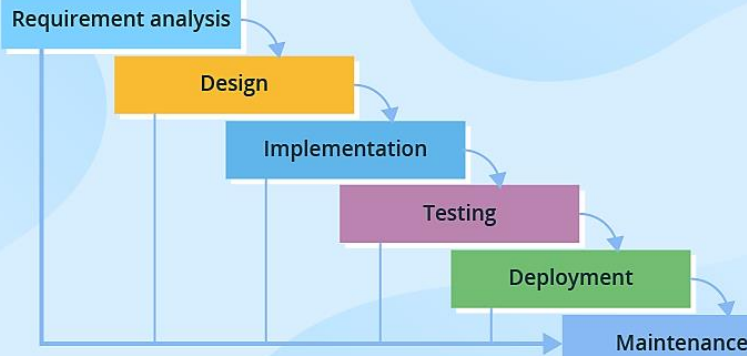 Requirement analysis
Design
Implementation
Testing
Deployment
Maintenance